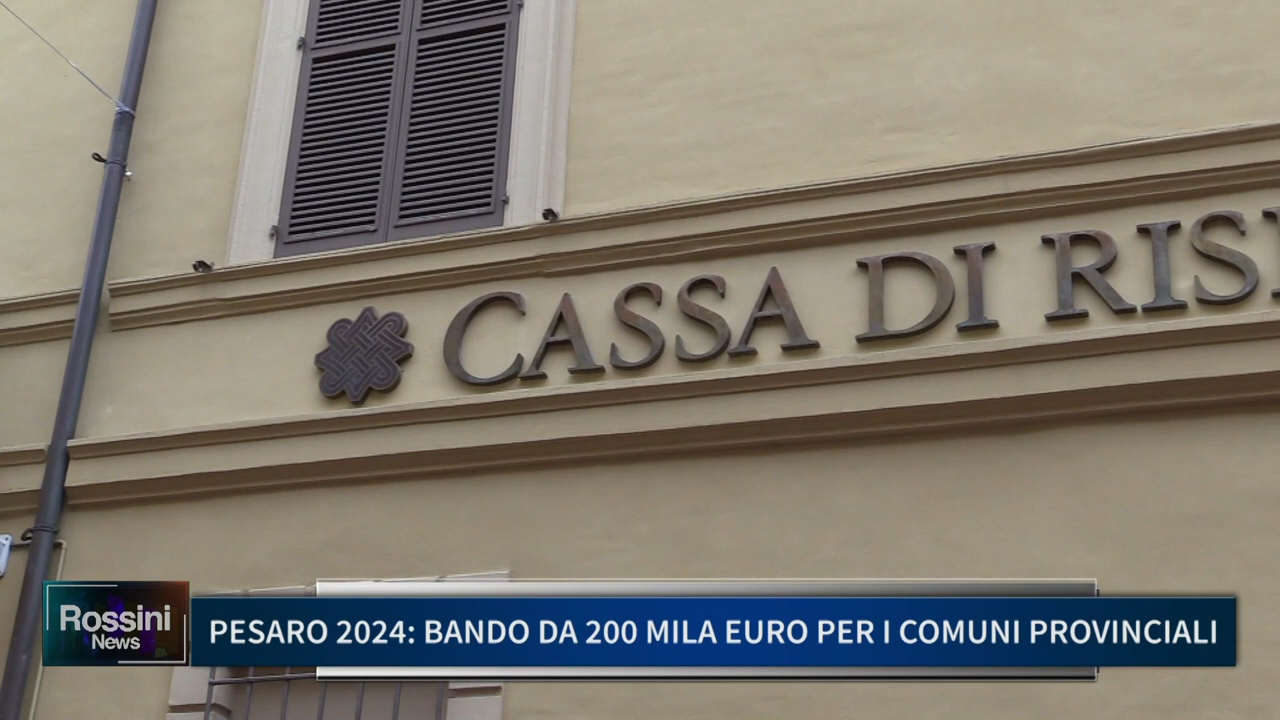 CASSA DI RIS
Rossini
News
PESARO 2024: BANDO DA 200 MILA EURO PER I COMUNI PROVINCIALI